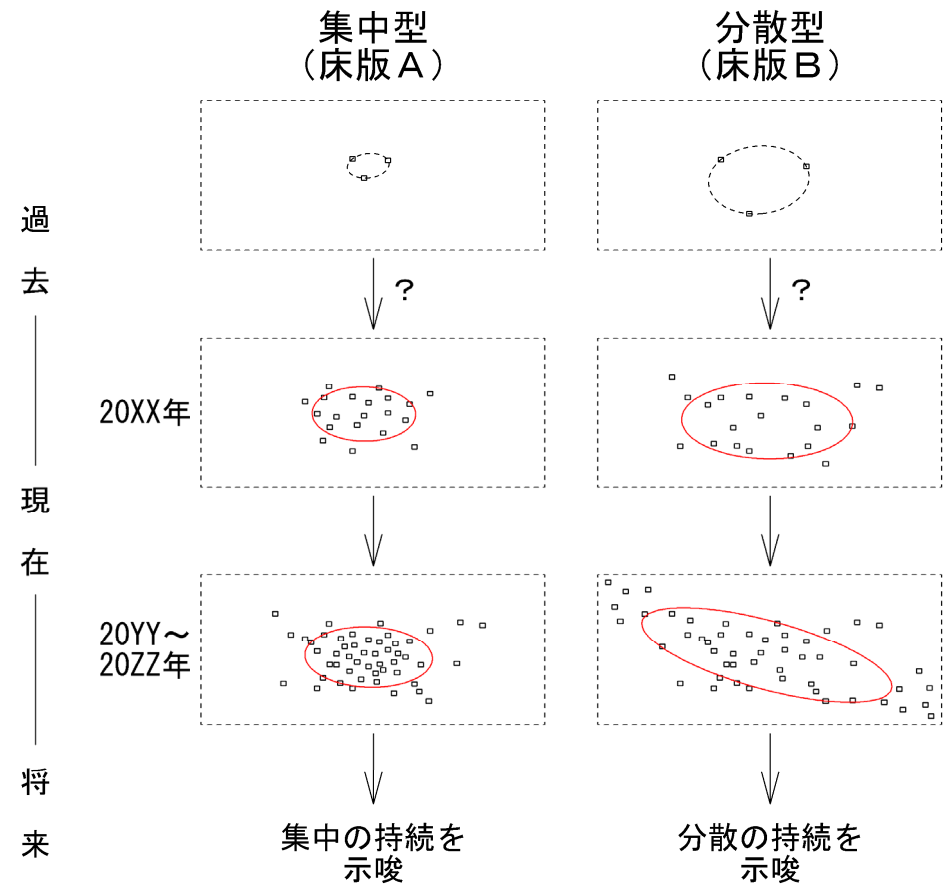 集中型
（床版Ａ）
分散型
（床版Ｂ）
過去
？
？
20XX年
現在
20YY～
20ZZ年
将来
集中の持続を
示唆
分散の持続を
示唆